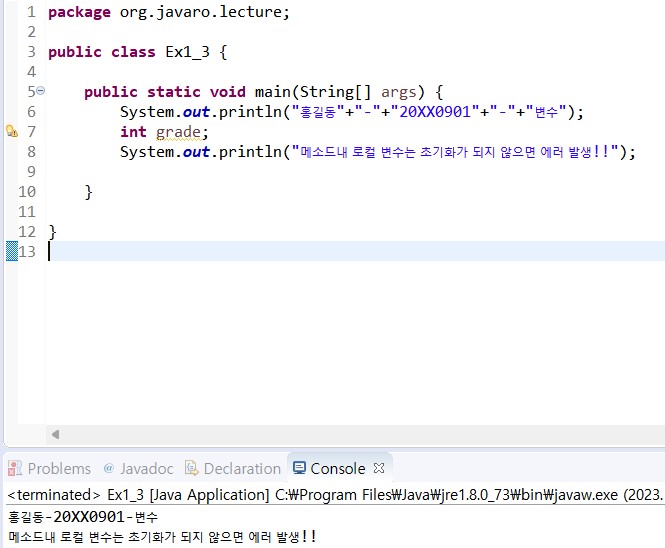 1 package org.javaro.lecture;
2
3 public class Ex1_3 {
4
5 public static void main(String[] args) {
6 System.out.println("홍길동"+"-"+"20XX0901"+"-"+"변수");
7 int grade;
8 System.out.println("메소드내 로컬 변수는 초기화가 되지 않으면 에러 발생!!");
9
10 }
11
12 }
13
Problems @ Javadoc Declaration Console
<terminated> Ex1_3 [Java Application] C:₩Program Files₩Java₩jre1.8.0_73₩bin₩javaw.exe (2023.
홍길동-20XX0901-변수
메소드내 로컬 변수는 초기화가 되지 않으면 에러 발생!!